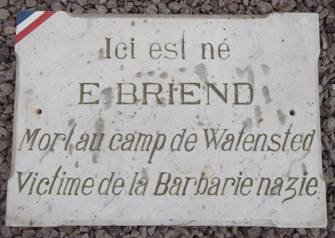 Ici est né
E. BRIEND
Mort au camp de Watensted
Victime de la Barbarie nazie.